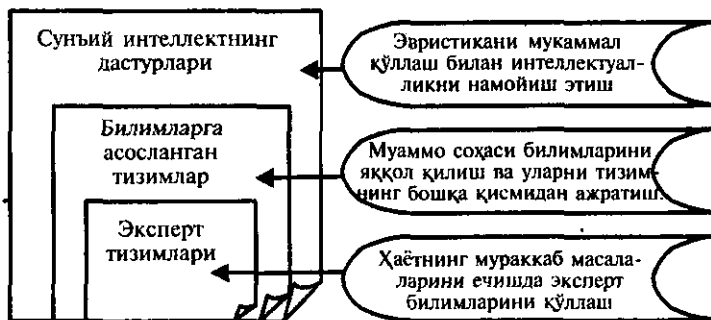 Сунъий интеллектнинг
дастурлари
Эвристикани мукаммал
қўллаш билан интеллектуал-
ликни намойиш этиш
Билимларга
асосланган
тизимлар
Муаммо соҳаси билимларини
яққол қилиш ва уларни тизим-
нинг бошқа қисмидан ажратиш.
Эксперт
тизимлари
Ҳаётнинг мураккаб масала-
ларини ечишда эксперт
билимларини қўллаш